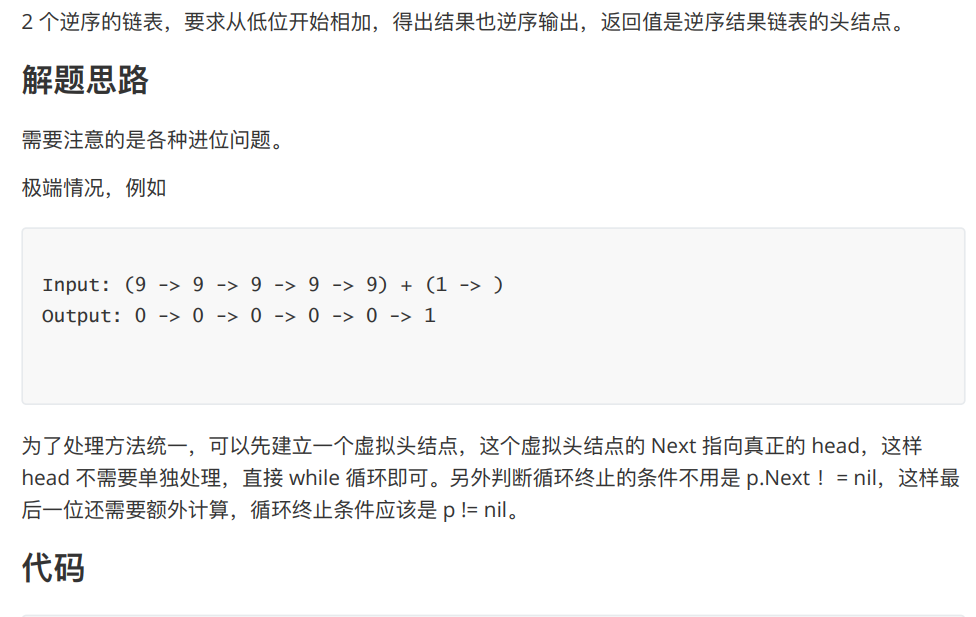 2 个逆序的链表，要求从低位开始相加，得出结果也逆序输出，返回值是逆序结果链表的头结点。
解题思路
需要注意的是各种进位问题。
极端情况，例如
Input: (9 -> 9 -> 9 -> 9 -> 9) + (1 -> )
Output: 0 -> 0 -> 0 -> 0 -> 0 -> 1
为了处理方法统一，可以先建立一个虚拟头结点，这个虚拟头结点的 Next 指向真正的 head，这样
head 不需要单独处理，直接 while 循环即可。另外判断循环终止的条件不用是 p.Next！= nil，这样最
后一位还需要额外计算，循环终止条件应该是 p != nil。
代码